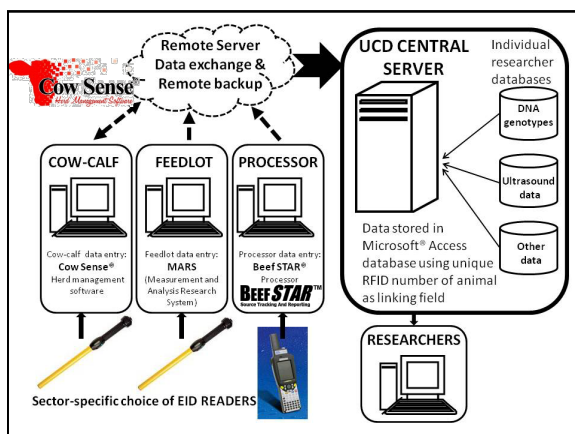 Remote Server
Data exchange &
Remote backup
Cow Sense®
Herd Management Software
COW-CALF
Cow-calf data entry:
Cow Sense®
Herd management
software
FEEDLOT
Feedlot data entry:
MARS
(Measurement and
Analysis Research
System)
PROCESSOR
Processor data entry:
Beef STAR®
Processor
BEEF STAR™
Source Tracking And Reporting
Sector-specific choice of EID READERS
UCD CENTRAL
SERVER
Individual
researcher
databases
DNA
genotypes
Ultrasound
data
Other
data
Data stored in
Microsoft® Access
database using unique
RFID number of animal
as linking field
RESEARCHERS